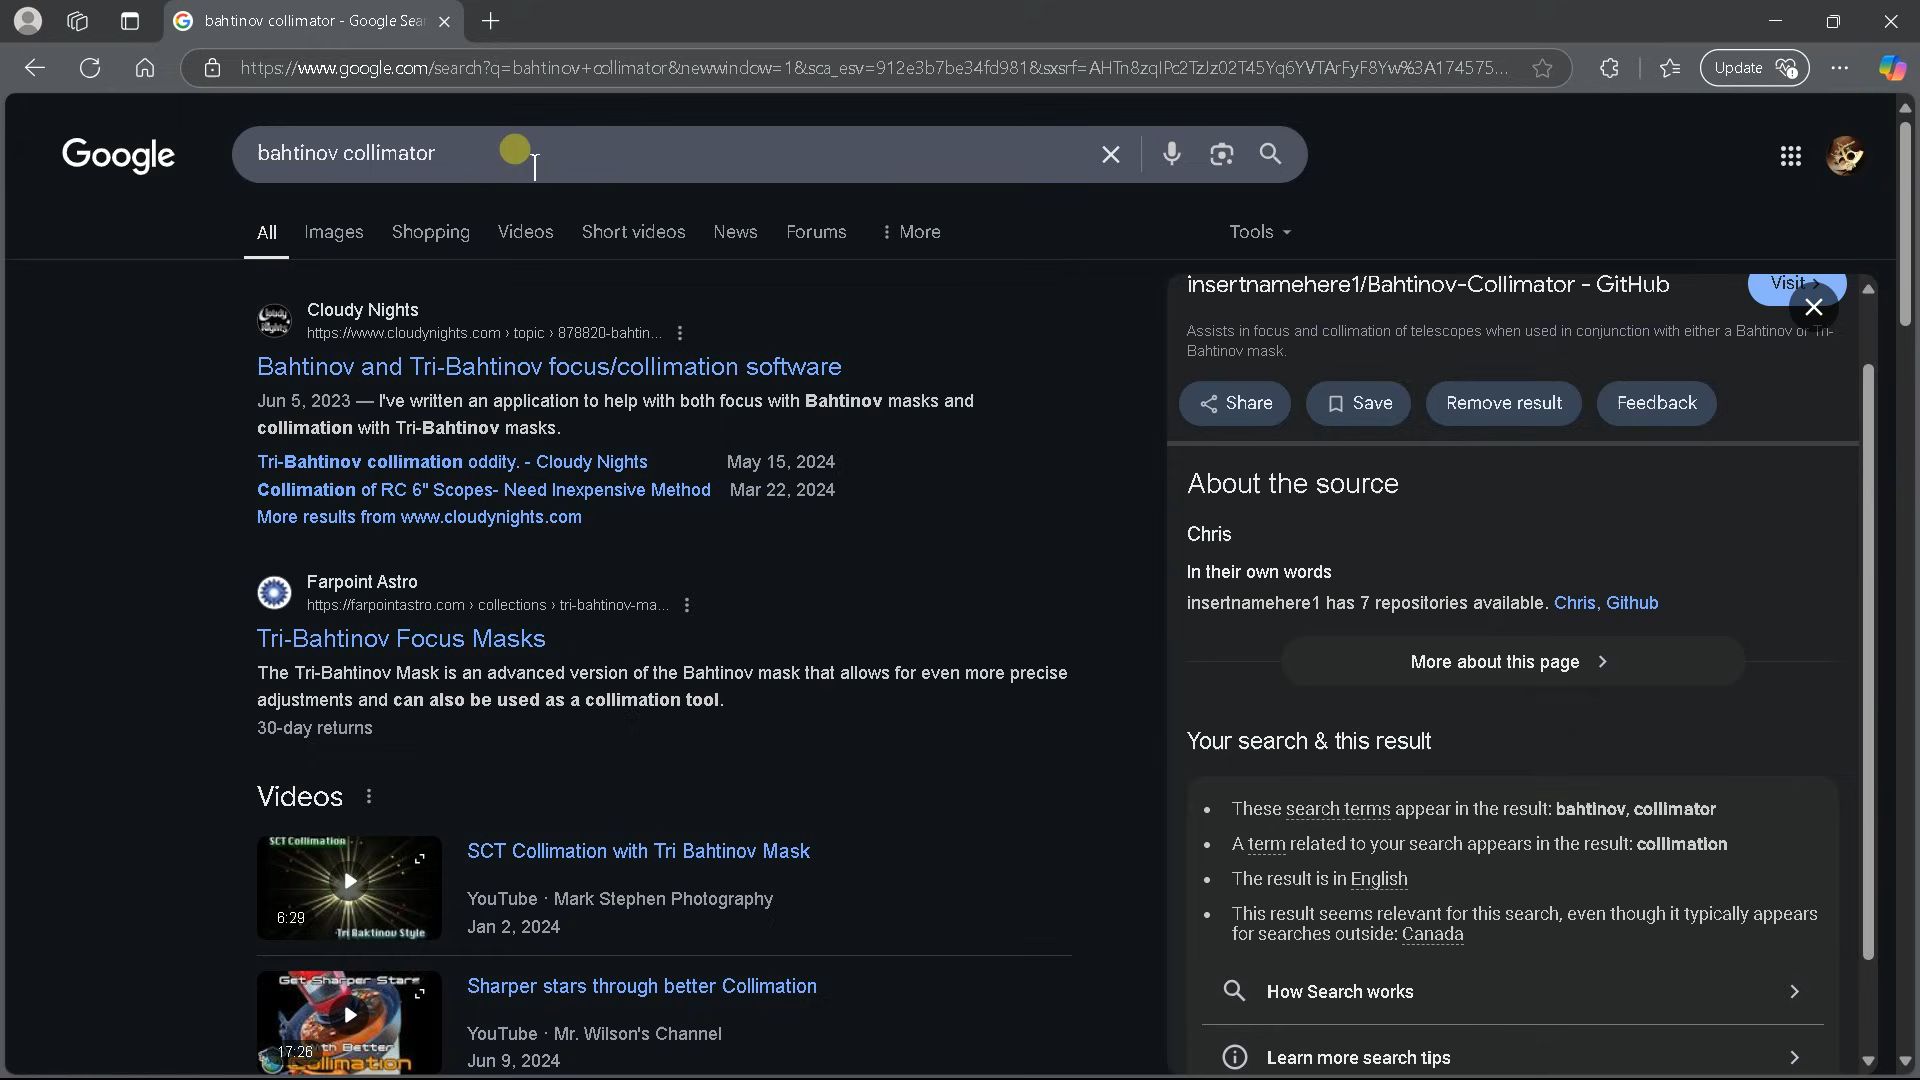 bahtinov collimator - Google Sear
https://www.google.com/search?q=bahtinov+collimator&newwindow=1&sca_esv=912e3b7be34fd981&sxsrf=AHTn8zqIPc2TzJz02T45Yq6YVTArFyF8Yw%3A174575...
Update
Google
bahtinov collimator
All
Images
Shopping
Videos
Short videos
News
Forums
More
Tools
Cloudy Nights
https://www.cloudynights.com › topic › 878820-bahtin...
Bahtinov and Tri-Bahtinov focus/collimation software
Jun 5, 2023 — I've written an application to help with both focus with Bahtinov masks and
collimation with Tri-Bahtinov masks.
Tri-Bahtinov collimation oddity. - Cloudy Nights May 15, 2024
Collimation of RC 6" Scopes- Need Inexpensive Method Mar 22, 2024
More results from www.cloudynights.com
Farpoint Astro
https://farpointastro.com › collections › tri-bahtinov-ma...
Tri-Bahtinov Focus Masks
The Tri-Bahtinov Mask is an advanced version of the Bahtinov mask that allows for even more precise
adjustments and can also be used as a collimation tool.
30-day returns
Videos
SCT Collimation
6:29
Tri Baktinou Style
SCT Collimation with Tri Bahtinov Mask
YouTube · Mark Stephen Photography
Jan 2, 2024
Get Sharper Stars
17:26
th Better
Collimation
Sharper stars through better Collimation
YouTube · Mr. Wilson's Channel
Jun 9, 2024
insertnamehere1/Bahtinov-Collimator - GitHub
Visit >
Assists in focus and collimation of telescopes when used in conjunction with either a Bahtinov or Tri-
Bahtinov mask.
Share
Save
Remove result
Feedback
About the source
Chris
In their own words
insertnamehere1 has 7 repositories available. Chris, Github
More about this page
Your search & this result
• These search terms appear in the result: bahtinov, collimator
• A term related to your search appears in the result: collimation
• The result is in English
• This result seems relevant for this search, even though it typically appears
for searches outside: Canada
How Search works
Learn more search tips